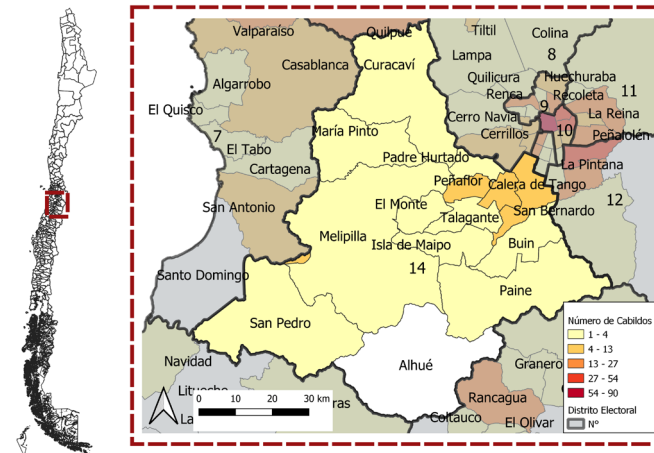 Valparaíso
Quilpué
Tiltil
Colina
Casablanca
Curacaví
Lampa
8
Algarrobo
Quilicura
Huechuraba
Renca
Recoleta
11
El Quisco
9
La Reina
7
María Pinto
Cerro Navia
10
Cerrillos
Peñalolén
El Tabo
Padre Hurtado
La Pintana
Cartagena
Peñaflor
Calera de Tango
12
San Antonio
El Monte
San Bernardo
Talagante
Melipilla
Isla de Maipo
Buin
Santo Domingo
14
Paine
San Pedro
Número de Cabildos
1 - 4
4 - 13
13 - 27
27 - 54
54 - 90
Distrito Electoral
N°
Navidad
Alhué
Granero
Litueche
Rancagua
La
ras
Coltauco
El Olivar
0 10 20 30 km